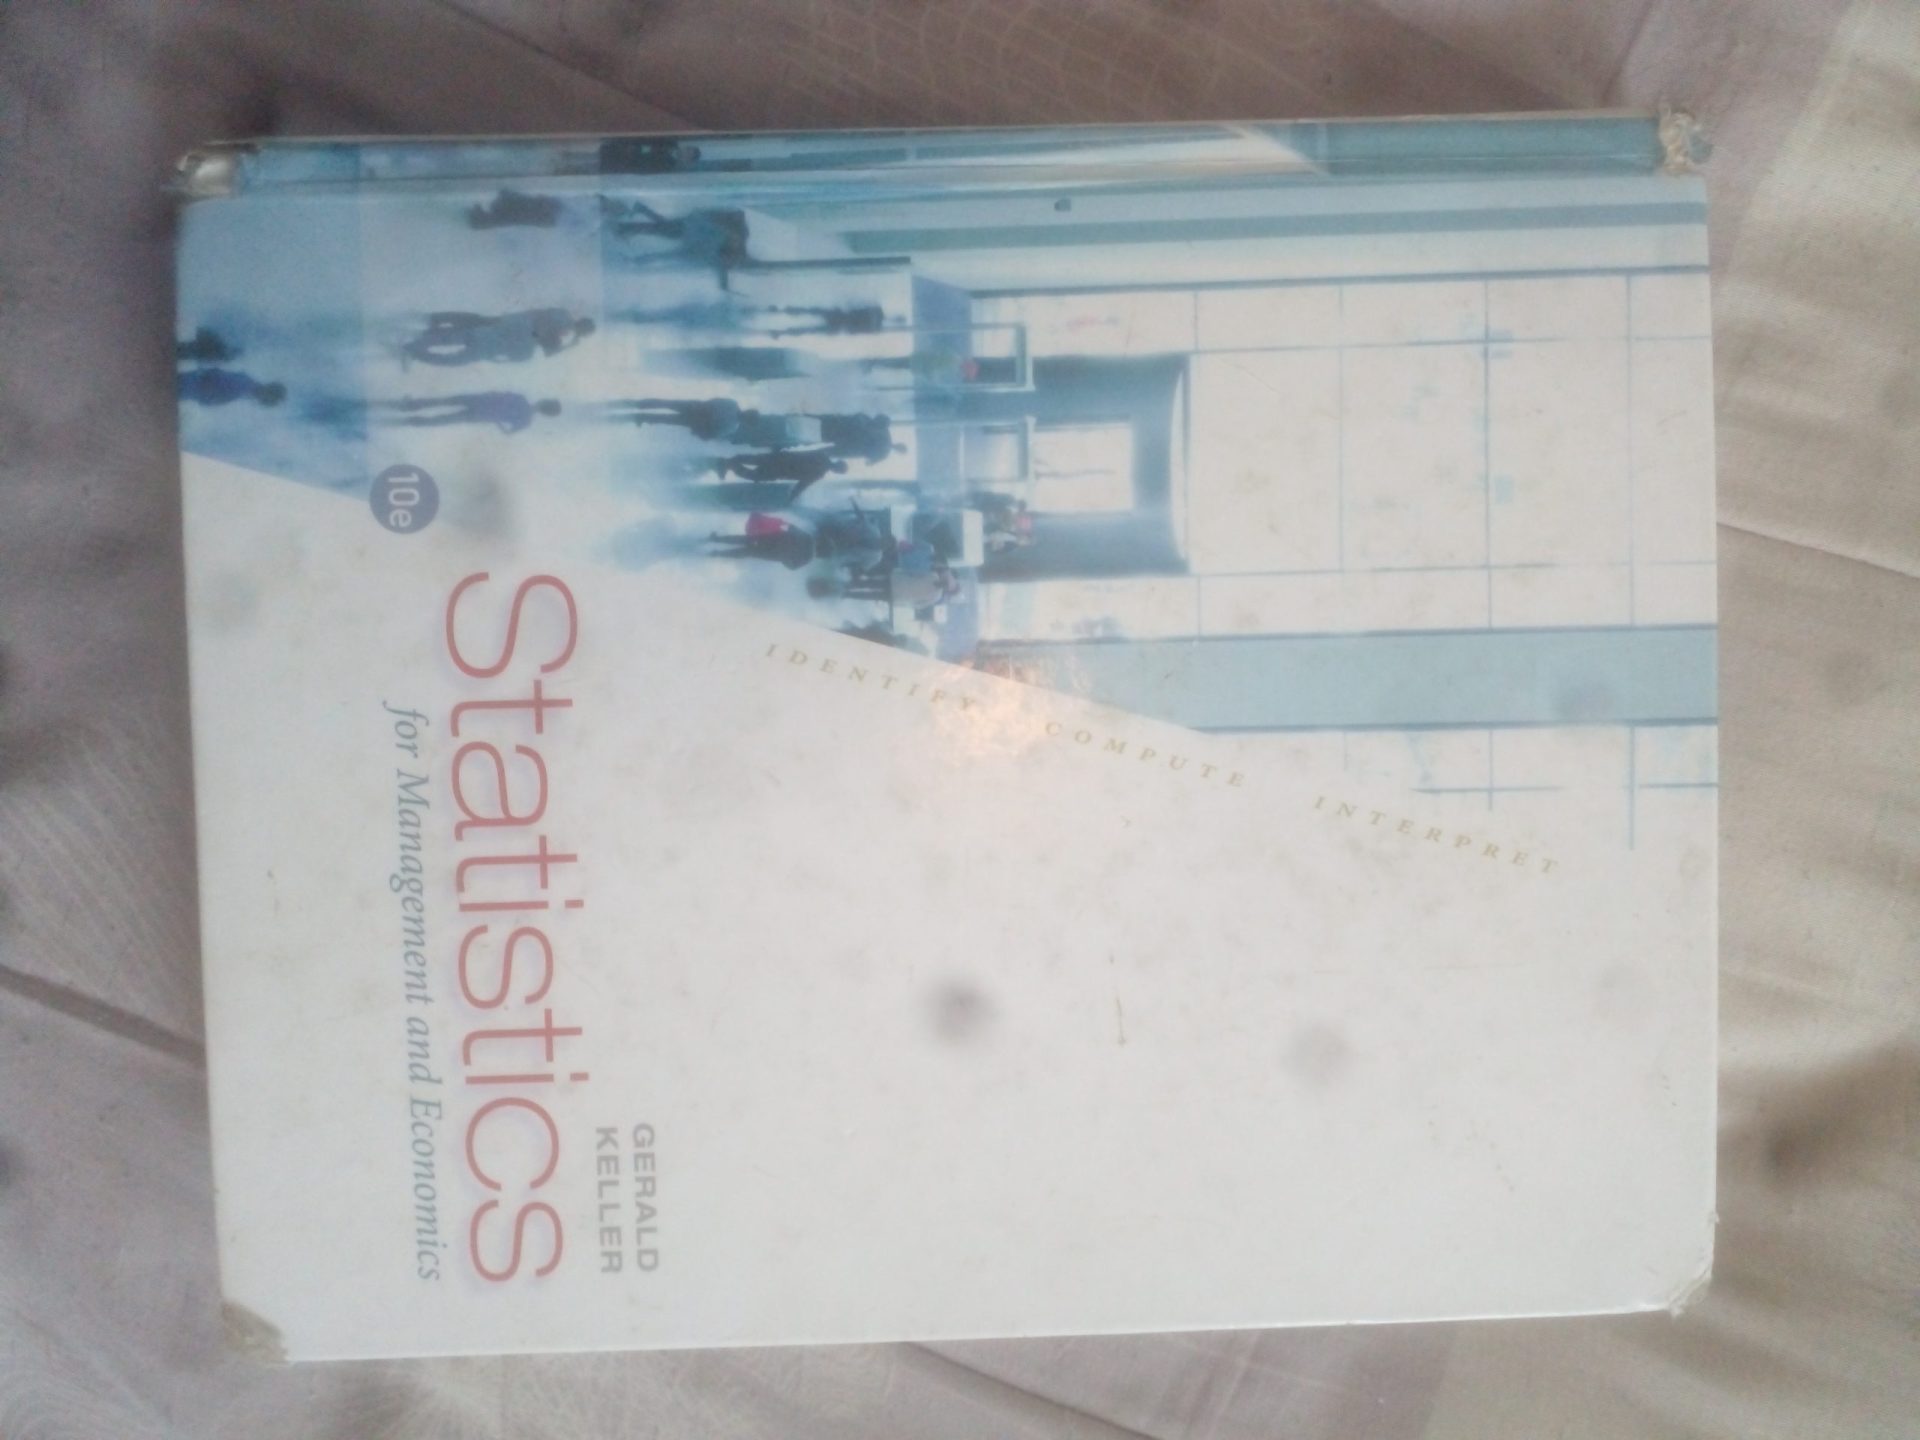 GERALD
KELLER
Statistics
for Management and Economics
10e
IDENTIFY COMPUTE INTERPRET